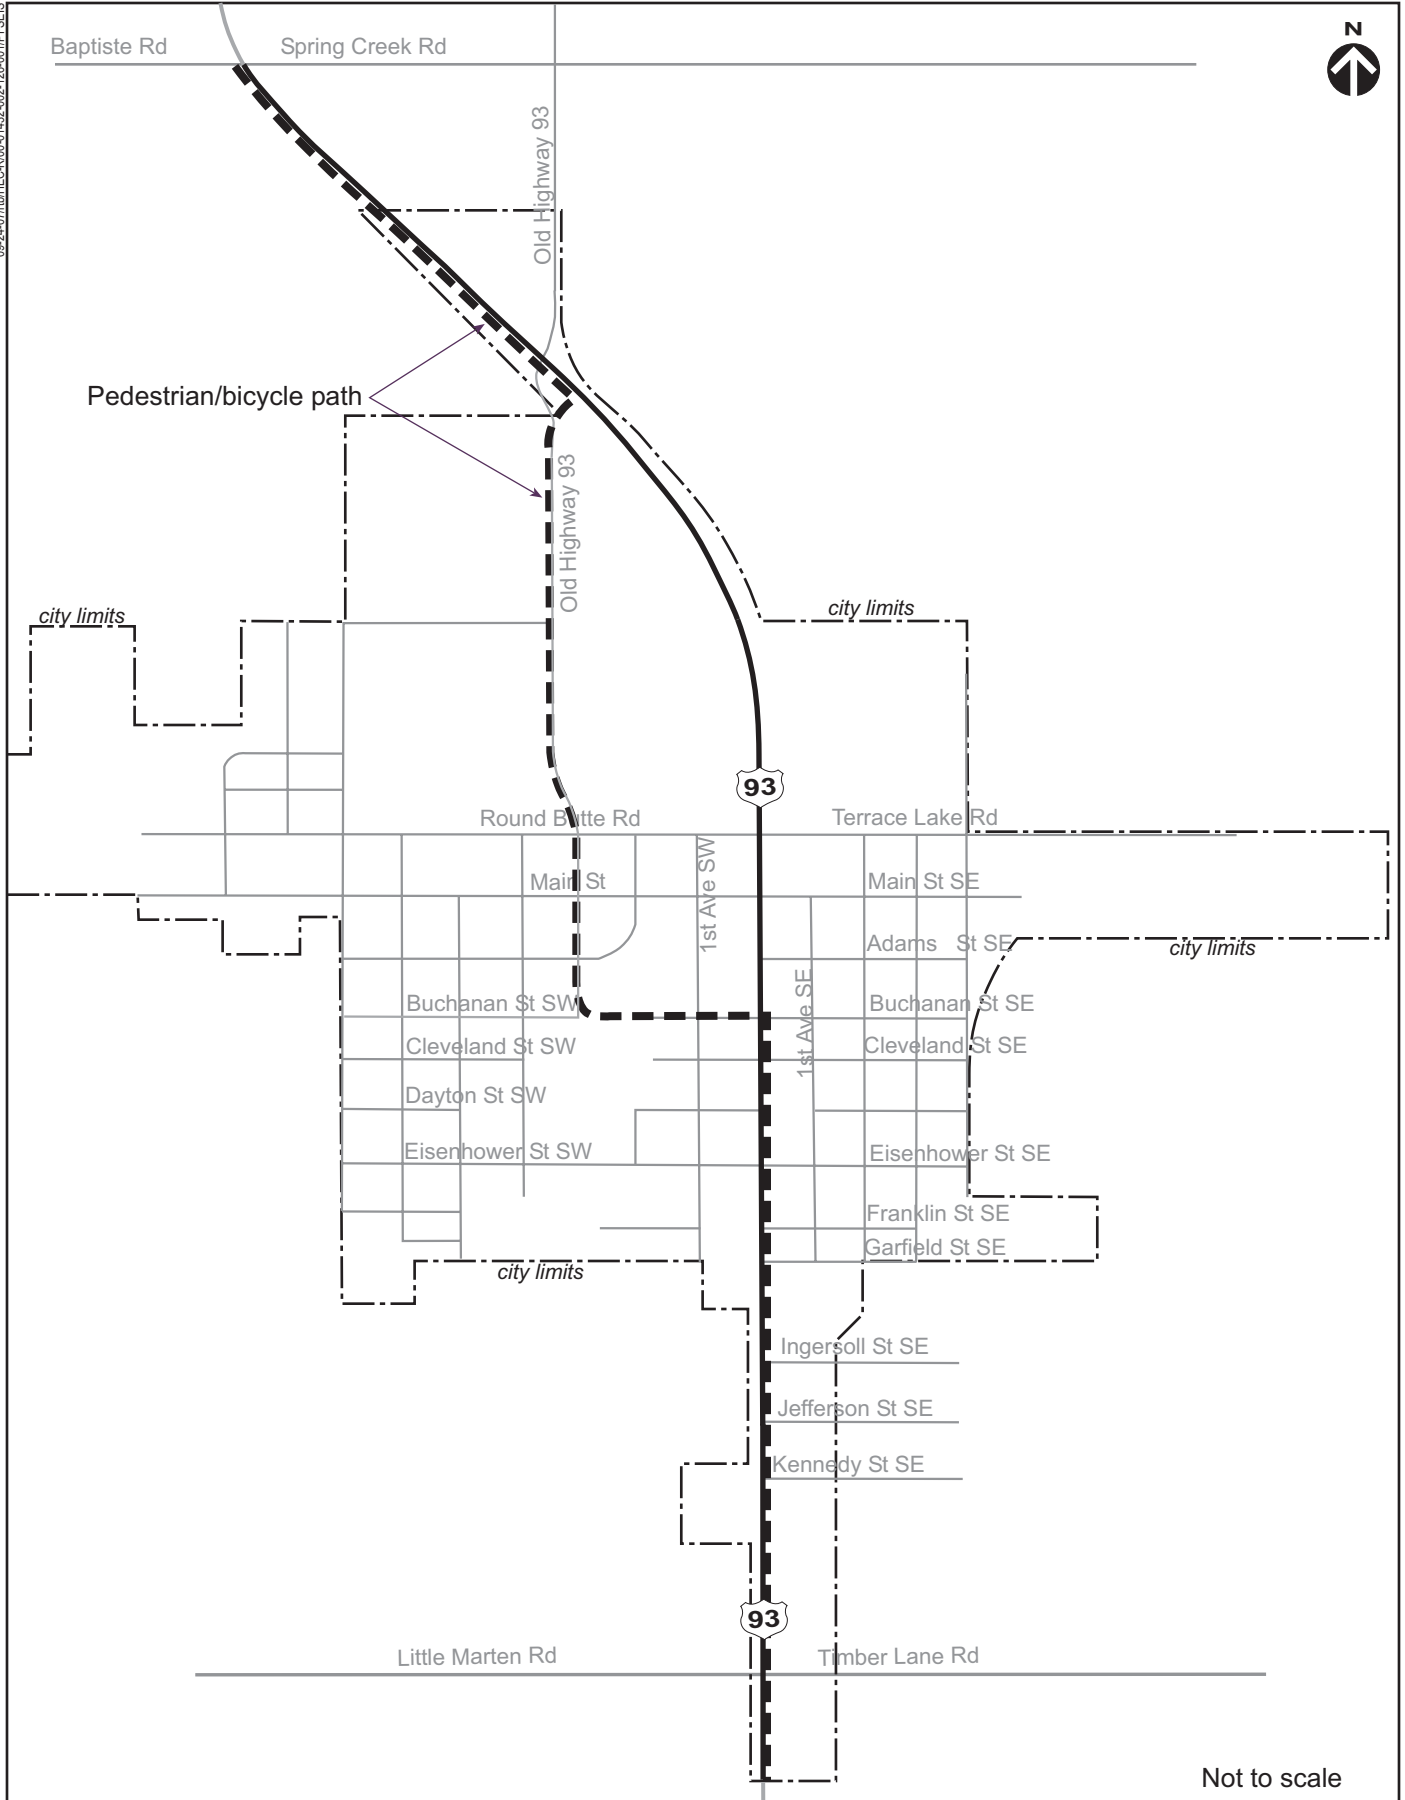 N
Baptiste Rd
Spring Creek Rd
Old Highway 93
Pedestrian/bicycle path
Old Highway 93
city limits
city limits
93
Round Butte Rd
Terrace Lake Rd
1st Ave SW
Main St
Main St SE
Adams St SE
city limits
1st Ave SE
Buchanan St SW
Buchanan St SE
Cleveland St SW
Cleveland St SE
Dayton St SW
Eisenhower St SW
Eisenhower St SE
Franklin St SE
Garfield St SE
city limits
Ingersoll St SE
Jefferson St SE
Kennedy St SE
93
Little Marten Rd
Timber Lane Rd
Not to scale